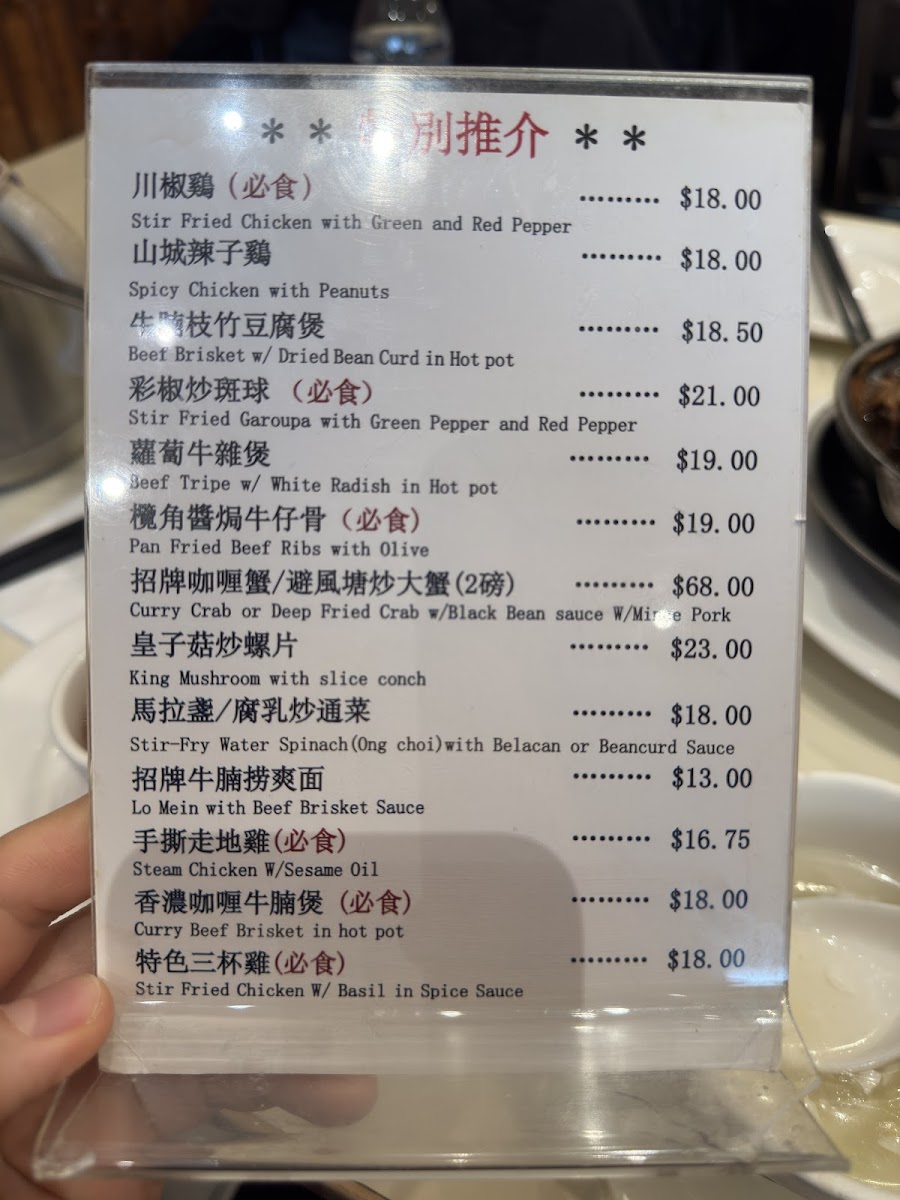 ** 別推介 **
川椒鷄 (必食) ········· $18.00
Stir Fried Chicken with Green and Red Pepper
山城辣子鷄 ········· $18.00
Spicy Chicken with Peanuts
牛腩枝竹豆腐煲 ········· $18.50
Beef Brisket w/ Dried Bean Curd in Hot pot
彩椒炒斑球 (必食) ········· $21.00
Stir Fried Garoupa with Green Pepper and Red Pepper
蘿蔔牛雜煲 ········· $19.00
Beef Tripe w/ White Radish in Hot pot
欖角醬焗牛仔骨 (必食) ········· $19.00
Pan Fried Beef Ribs with Olive
招牌咖喱蟹/避風塘炒大蟹(2磅) ········· $68.00
Curry Crab or Deep Fried Crab w/Black Bean sauce W/Mince Pork
皇子菇炒螺片 ········· $23.00
King Mushroom with slice conch
馬拉盞/腐乳炒通菜 ········· $18.00
Stir-Fry Water Spinach(Ong choi)with Belacan or Beancurd Sauce
招牌牛腩撈爽面 ········· $13.00
Lo Mein with Beef Brisket Sauce
手撕走地雞(必食) ········· $16.75
Steam Chicken W/Sesame Oil
香濃咖喱牛腩煲 (必食) ········· $18.00
Curry Beef Brisket in hot pot
特色三杯雞(必食) ········· $18.00
Stir Fried Chicken W/ Basil in Spice Sauce